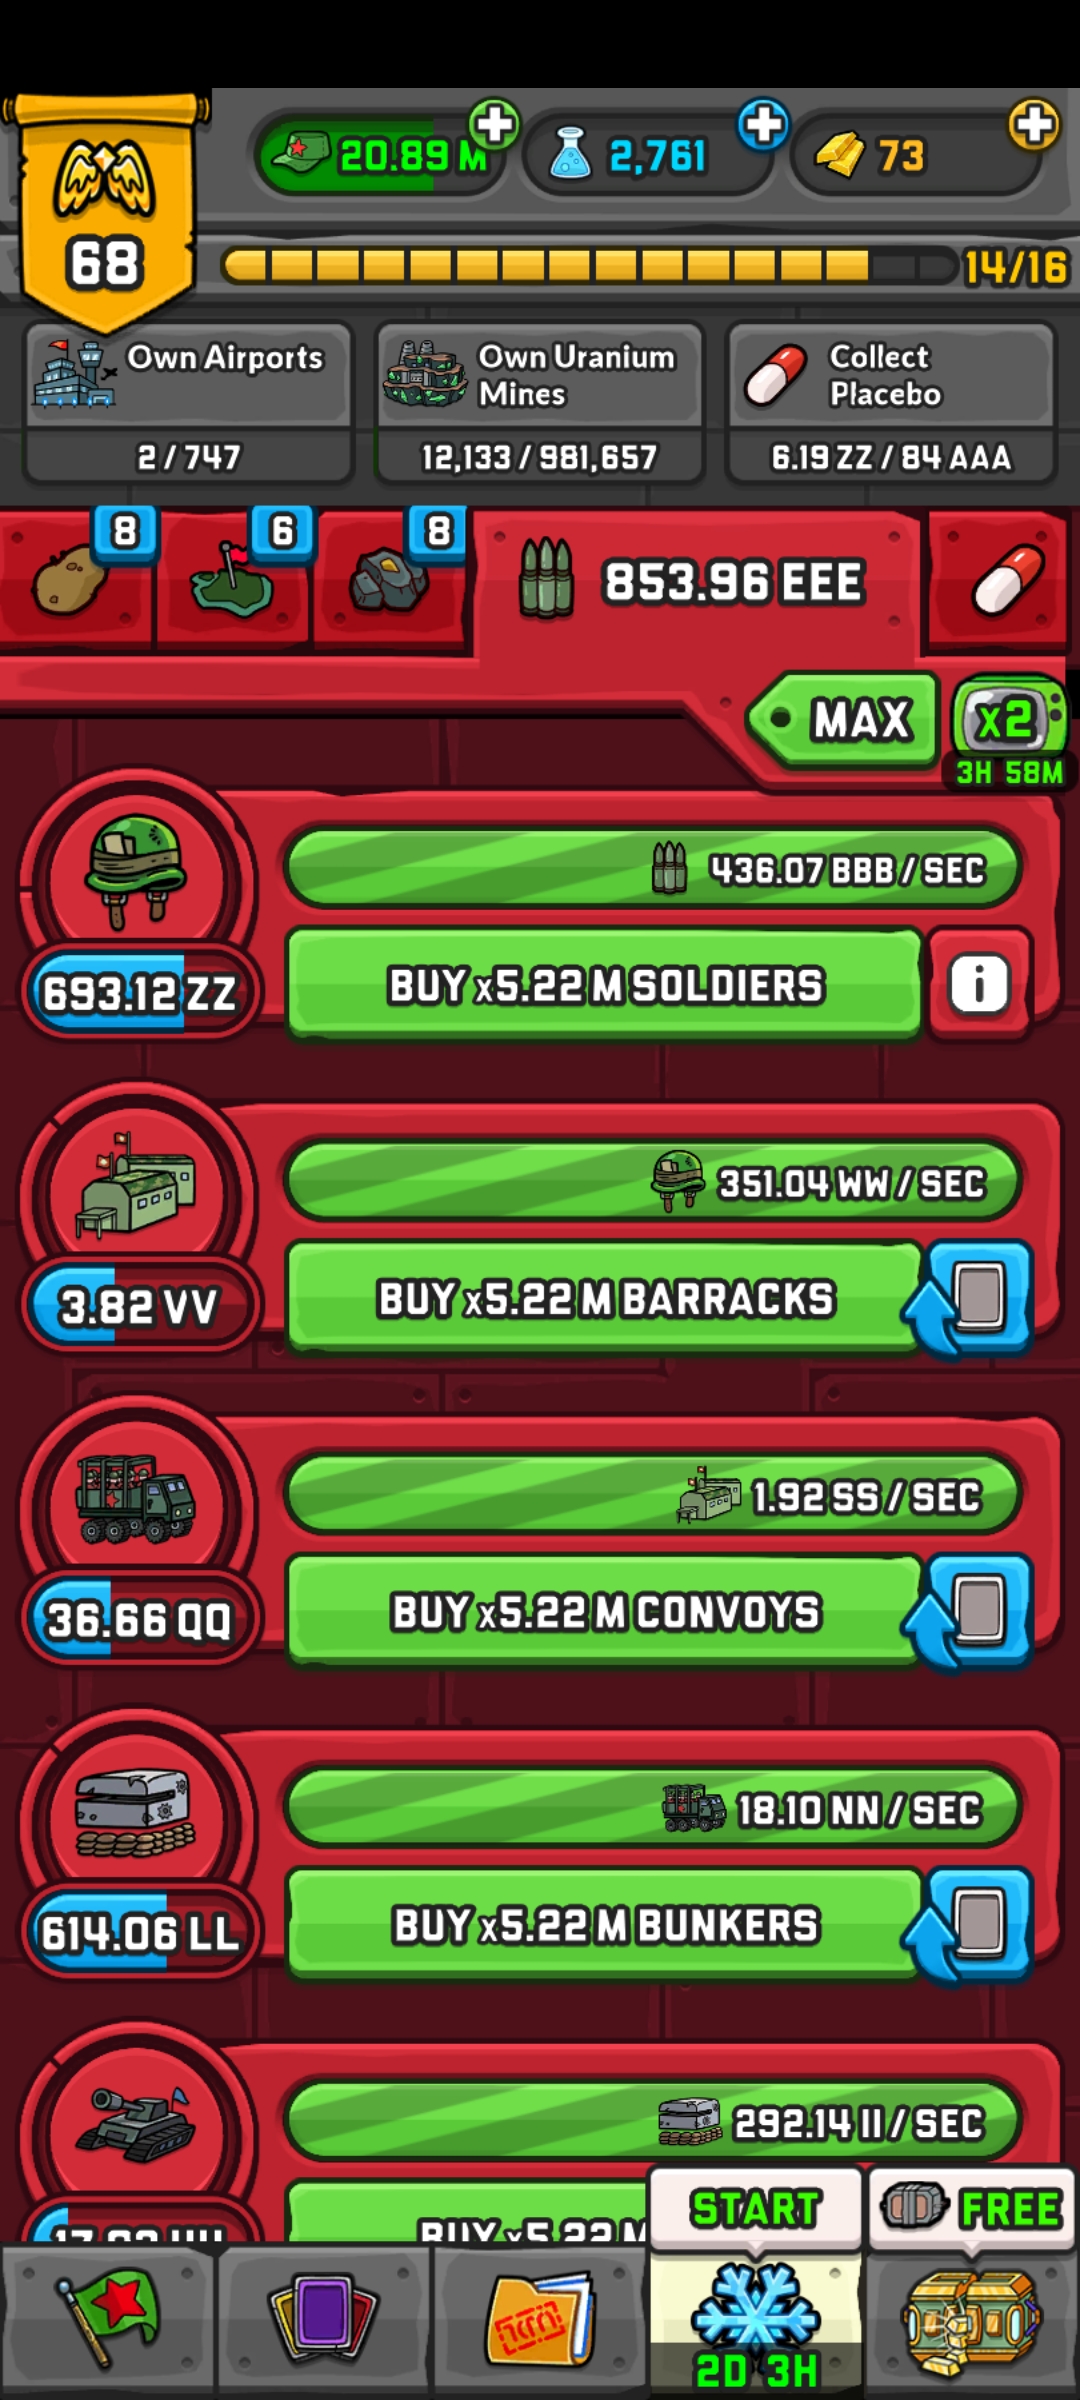 20.89 M
2,761
73
68
14/16
Own Airports
2 / 747
Own Uranium
Mines
12,133 / 981,657
Collect
Placebo
6.19 ZZ / 84 AAA
8
6
8
853.96 EEE
MAX
x2
3H 58M
436.07 BBB / SEC
693.12 ZZ
BUY x5.22 M SOLDIERS
i
351.04 WW / SEC
3.82 VV
BUY x5.22 M BARRACKS
1.92 SS / SEC
36.66 QQ
BUY x5.22 M CONVOYS
18.10 NN / SEC
614.06 LL
BUY x5.22 M BUNKERS
292.14 II / SEC
BUY x5.22 M
START
FREE
2D 3H